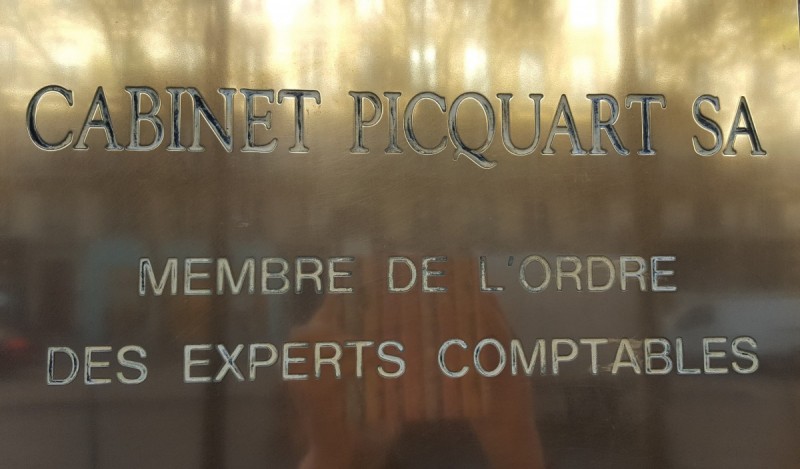 CABINET PICQUART SA
MEMBRE DE L'ORDRE
DES EXPERTS COMPTABLES